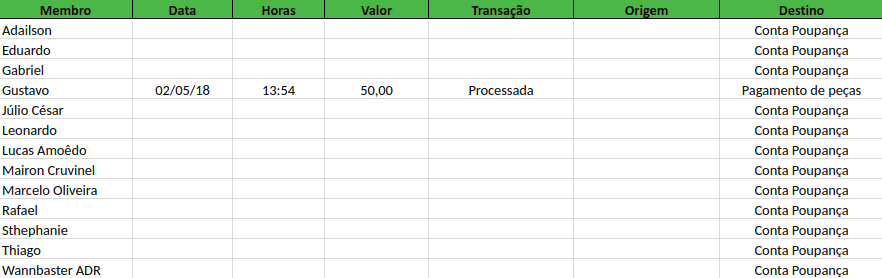 Membro Data Horas Valor Transação Origem Destino
Adailson Conta Poupança
Eduardo Conta Poupança
Gabriel Conta Poupança
Gustavo 02/05/18 13:54 50,00 Processada Pagamento de peças
Júlio César Conta Poupança
Leonardo Conta Poupança
Lucas Amoêdo Conta Poupança
Mairon Cruvinel Conta Poupança
Marcelo Oliveira Conta Poupança
Rafael Conta Poupança
Sthephanie Conta Poupança
Thiago Conta Poupança
Wannbaster ADR Conta Poupança